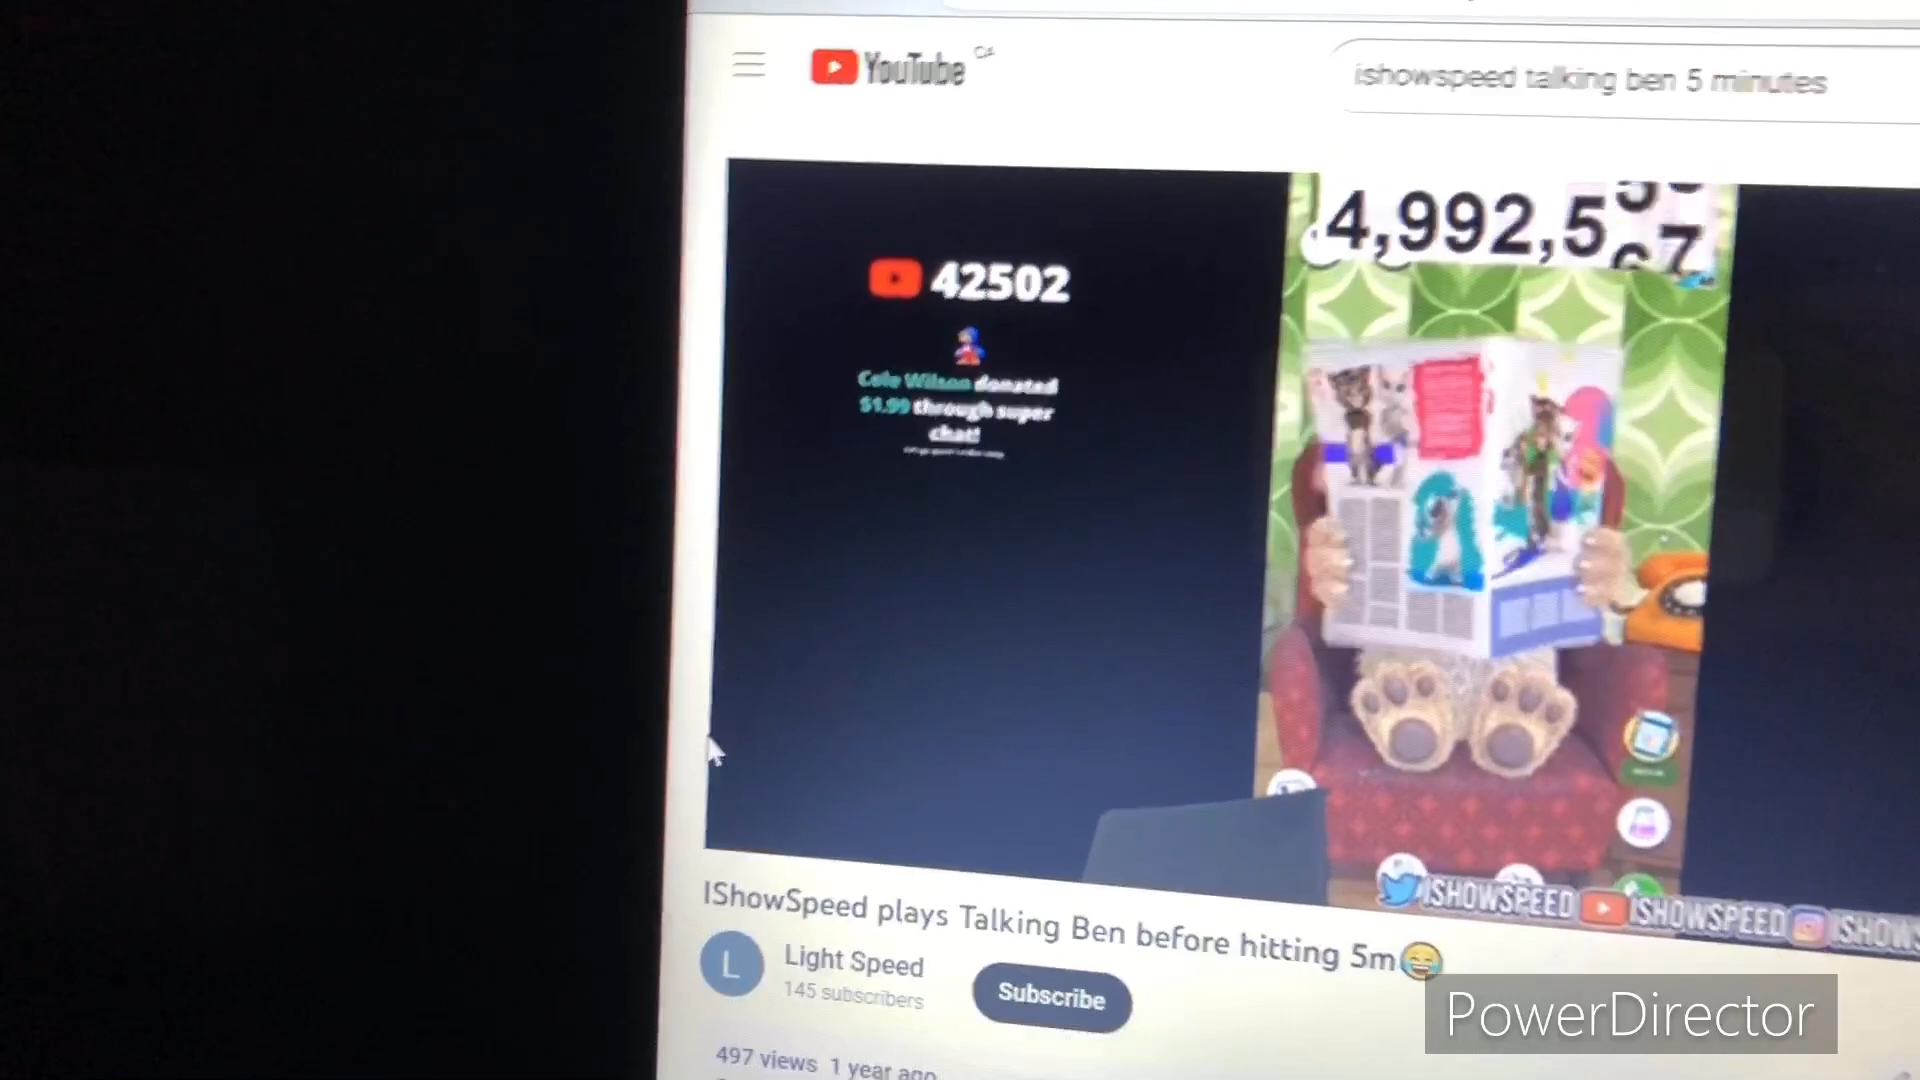 YouTube CA
ishowspeed talking ben 5 minutes
4,992,5
42502
Cole Wilson donated
$1.99 through super
chat!
ISHOWSPEED ISHOWSPEED ISHOWS
IShowSpeed plays Talking Ben before hitting 5m😂
L
Light Speed
145 subscribers
Subscribe
497 views 1 year ago
PowerDirector